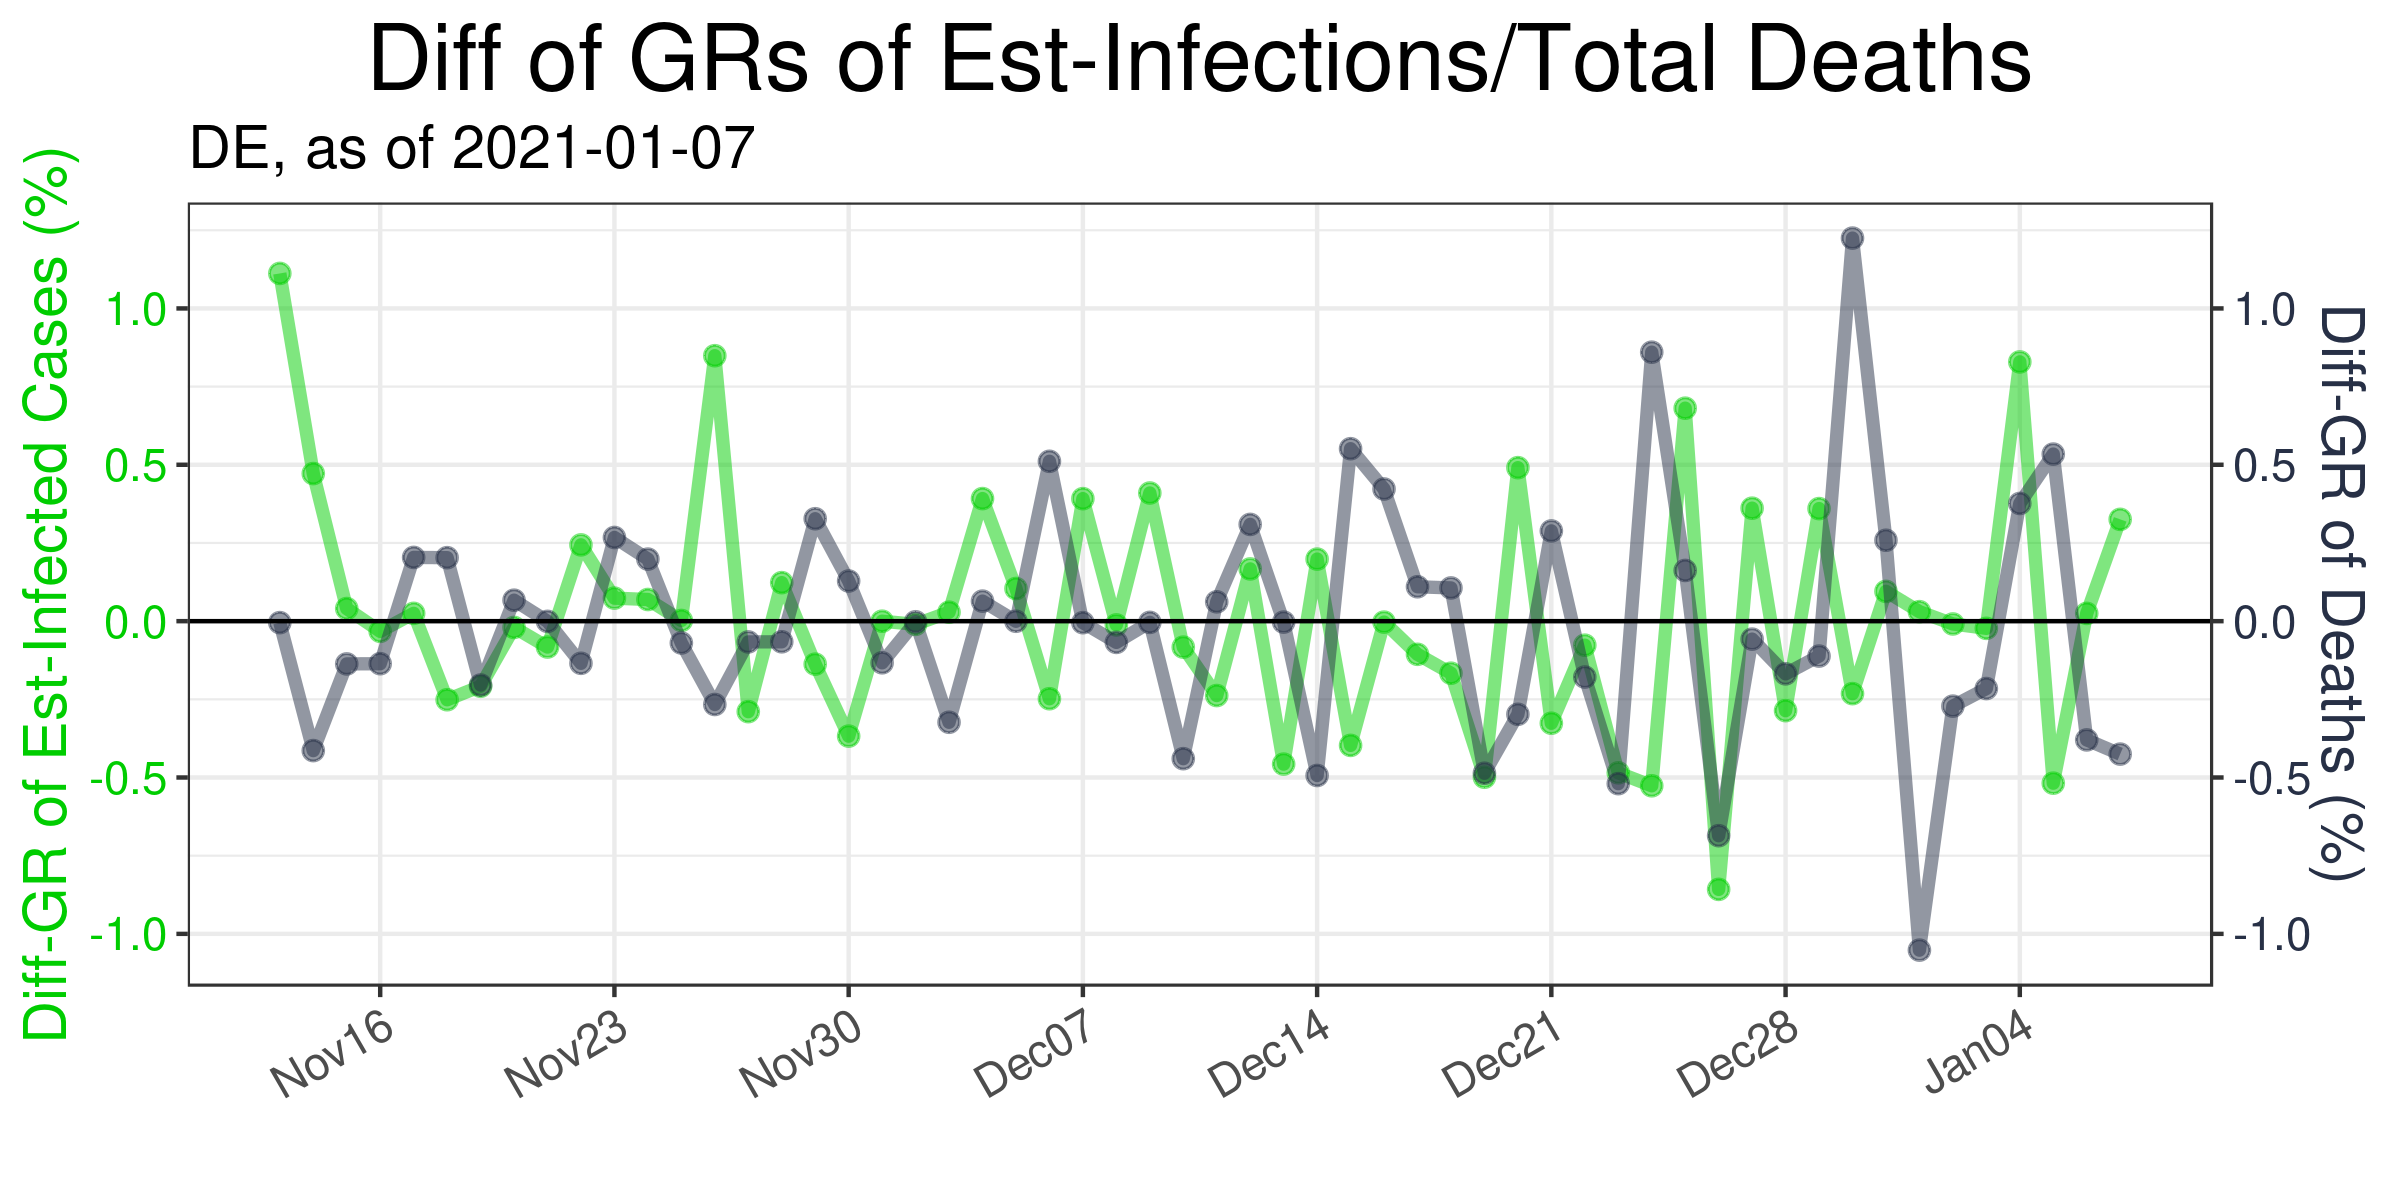 Diff of GRs of Est-Infections/Total Deaths
DE, as of 2021-01-07
Diff-GR of Est-Infected Cases (%)
1.0
0.5
0.0
-0.5
-1.0
1.0
0.5
0.0
-0.5
-1.0
Diff-GR of Deaths (%)
Nov16
Nov23
Nov30
Dec07
Dec14
Dec21
Dec28
Jan04